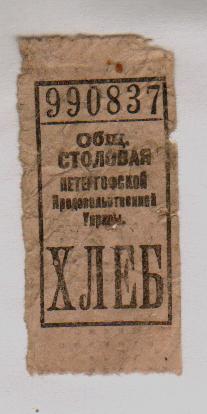 990837
Общ.
СТОЛОВАЯ
ПЕТЕРГОФСКОЙ
Продовольственной
Управы.
ХЛЕБ